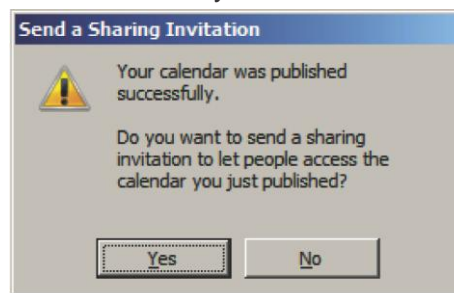 Send a Sharing Invitation
Your calendar was published
successfully.
Do you want to send a sharing
invitation to let people access the
calendar you just published?
Yes
No